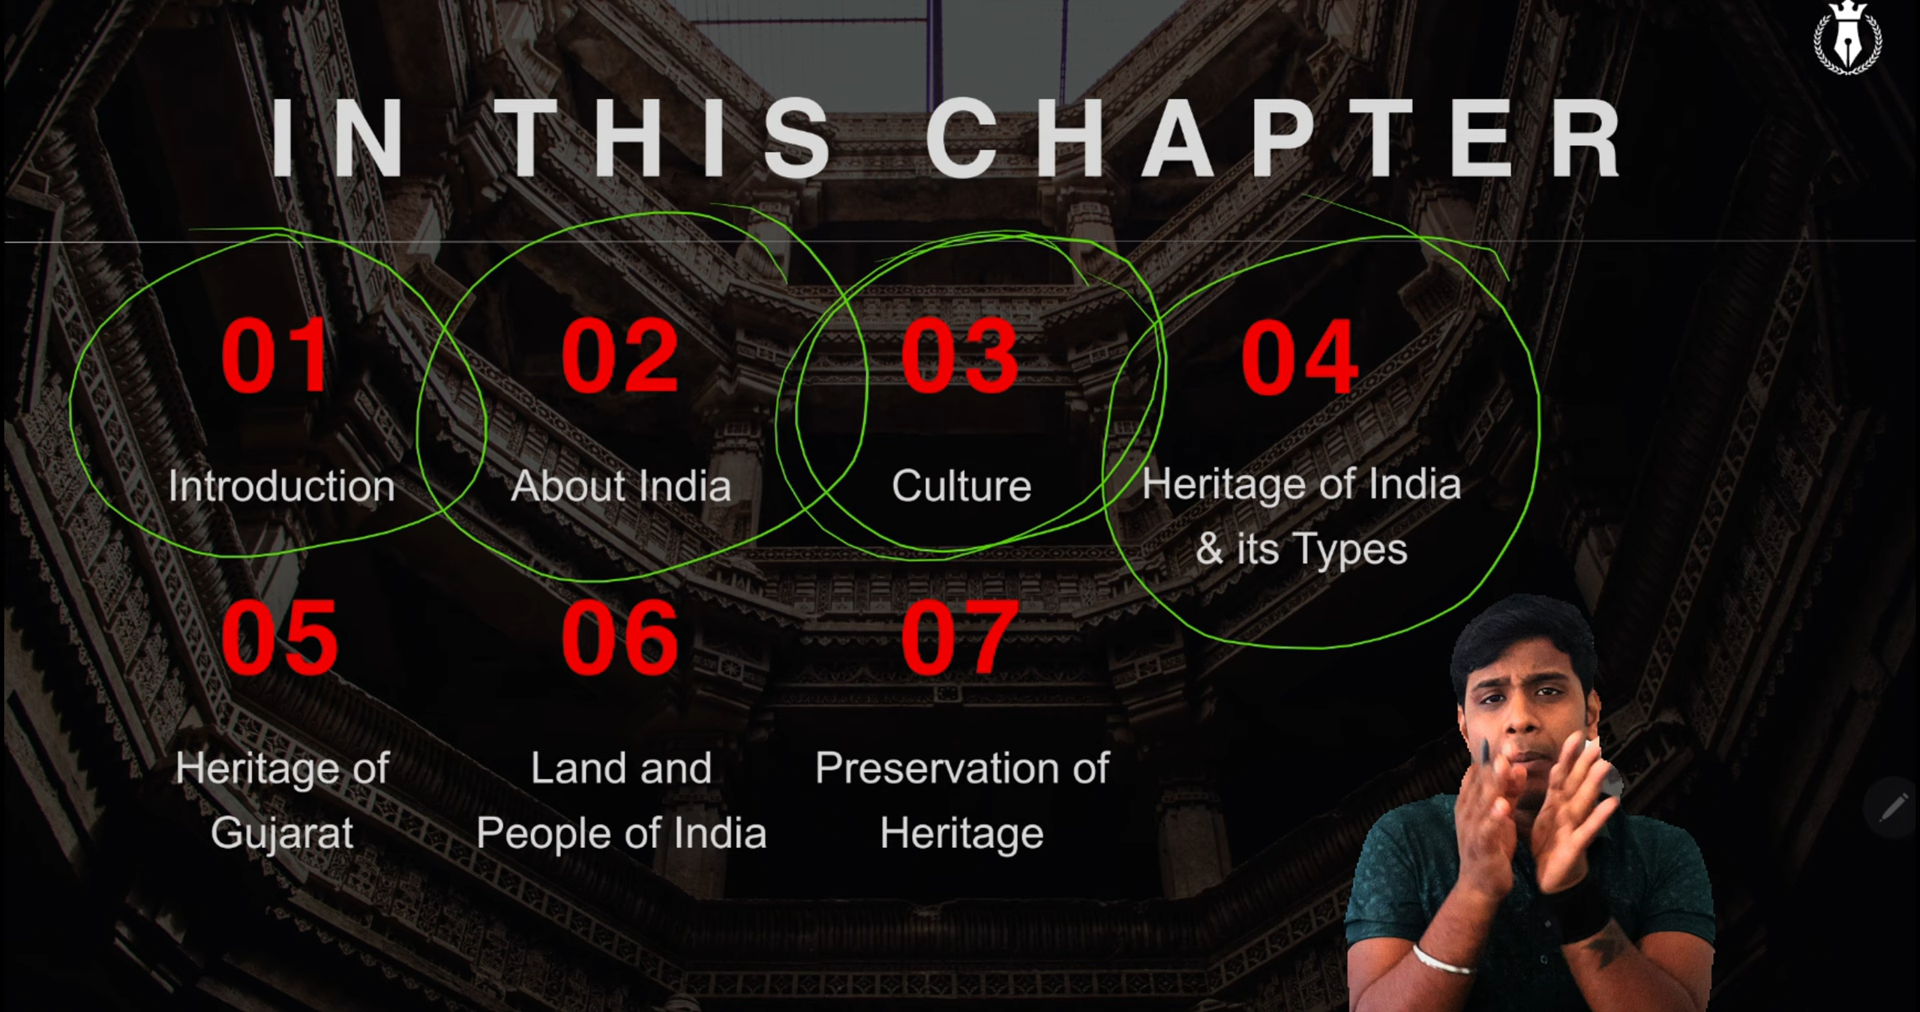 IN THIS CHAPTER
01
02
03
04
Introduction
About India
Culture
Heritage of India
& its Types
05
06
07
Heritage of
Gujarat
Land and
People of India
Preservation of
Heritage